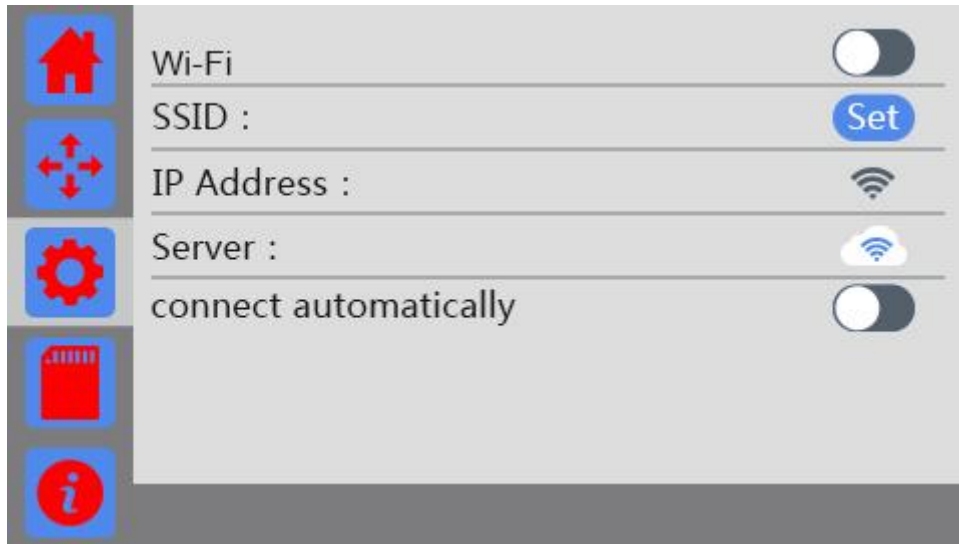 Wi-Fi
SSID :
Set
IP Address :
Server :
connect automatically